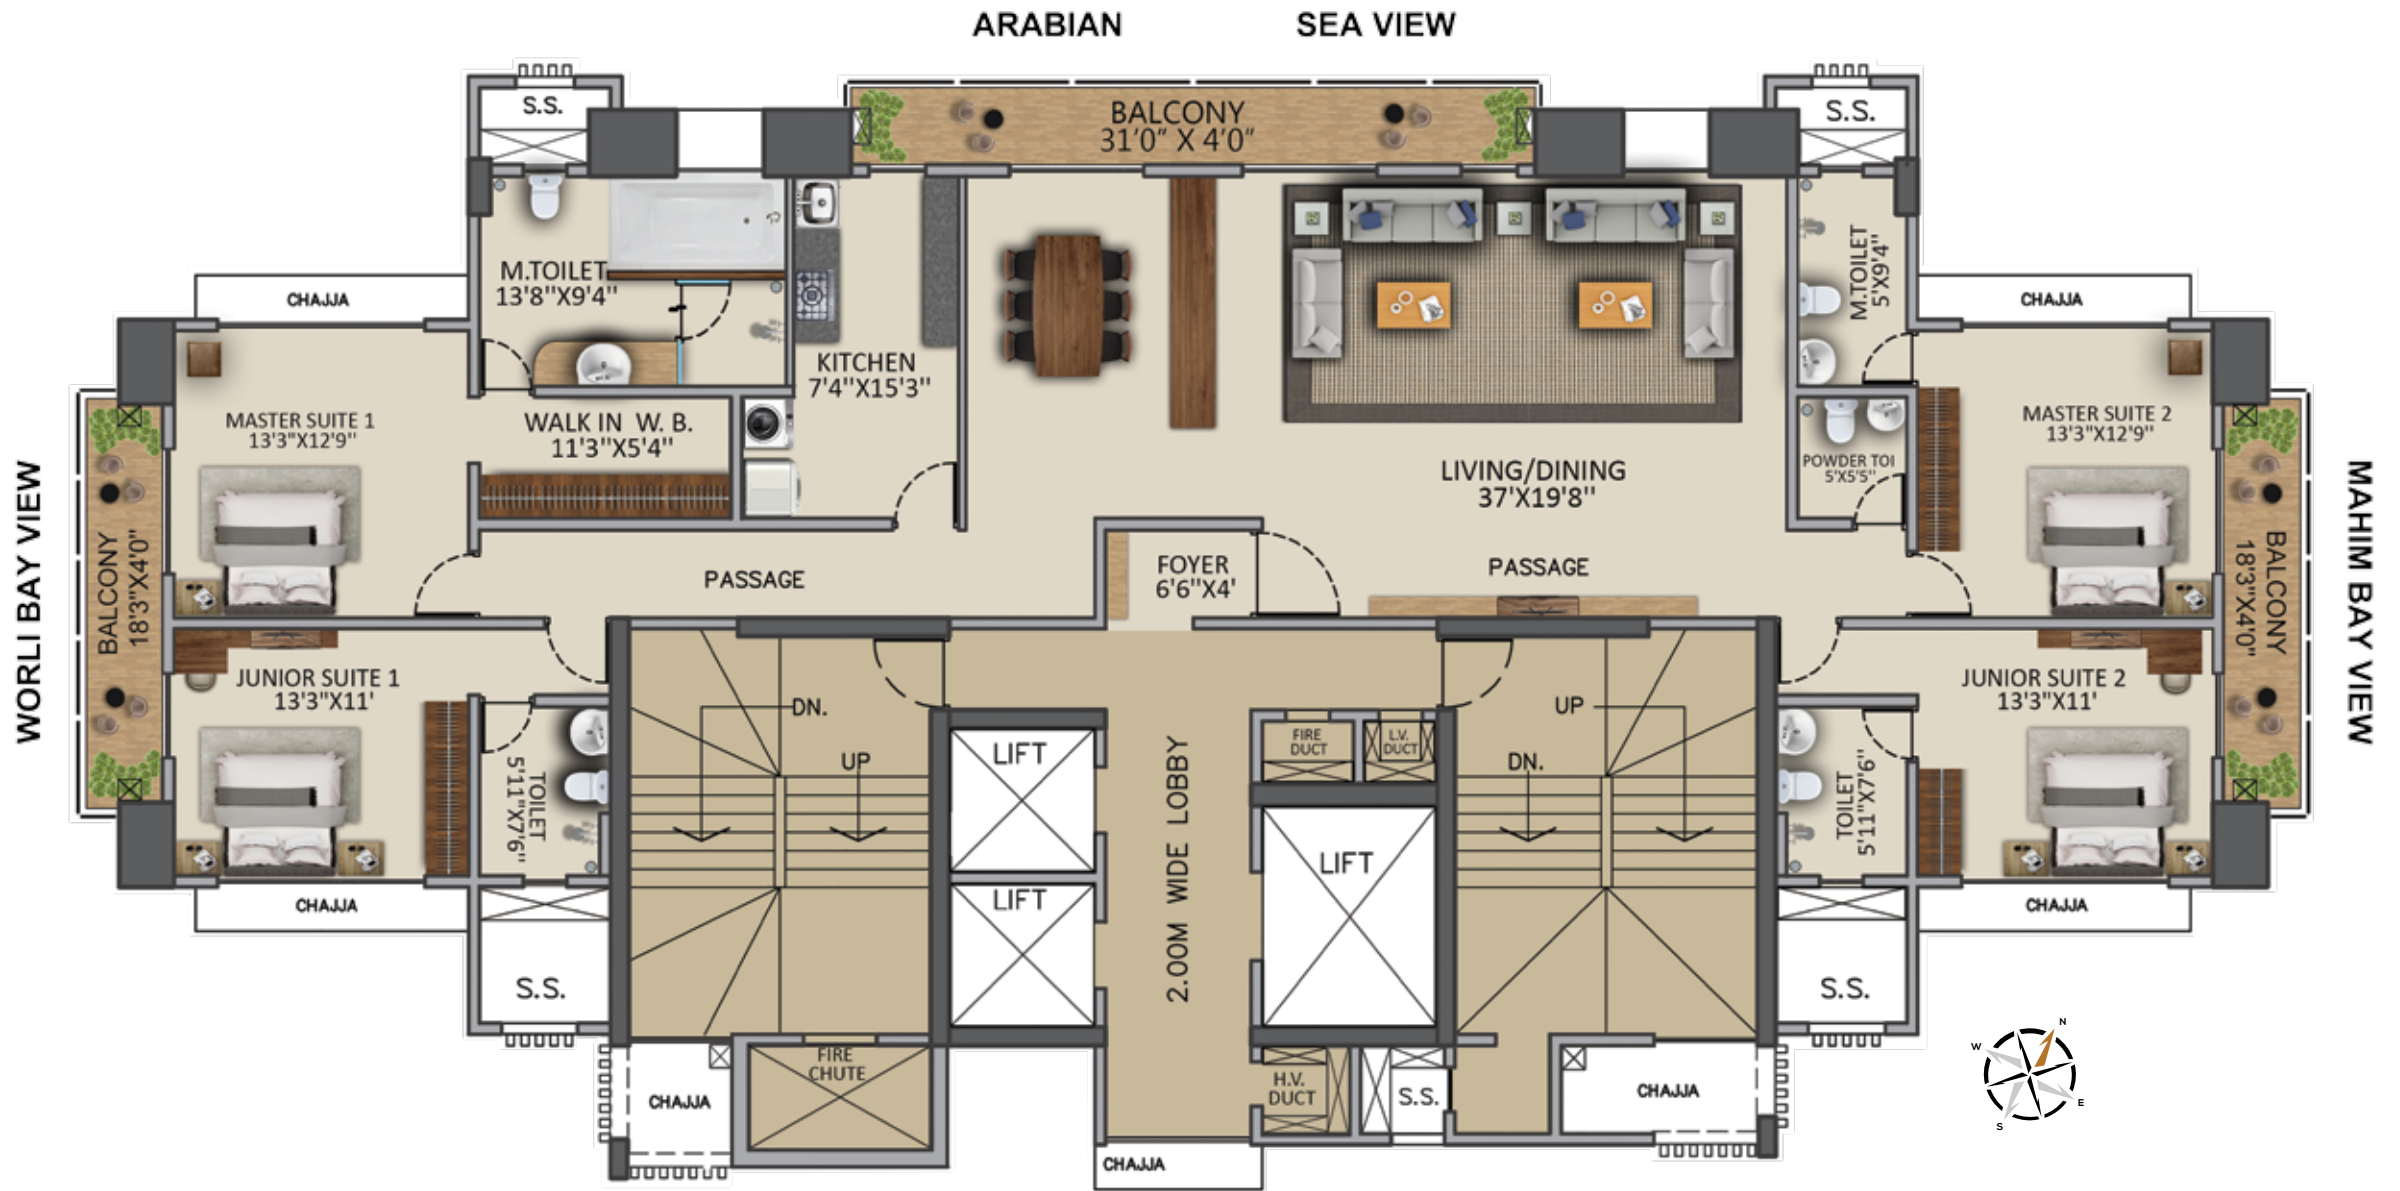 ARABIAN SEA VIEW
S.S.
BALCONY
31'0" X 4'0"
S.S.
M.TOILET
13'8"X9'4"
CHAJJA
KITCHEN
7'4"X15'3"
M.TOILET
5'X9'4"
CHAJJA
MASTER SUITE 1
13'3"X12'9"
WALK IN W. B.
11'3"X5'4"
LIVING/DINING
37'X19'8"
POWDER TOI
5'X5'5"
MASTER SUITE 2
13'3"X12'9"
WORLI BAY VIEW
BALCONY
18'3"X4'0"
PASSAGE
FOYER
6'6"X4'
PASSAGE
BALCONY
18'3"X4'0"
MAHIM BAY VIEW
JUNIOR SUITE 1
13'3"X11'
DN.
UP
LIFT
FIRE
DUCT
L.V.
DUCT
UP
DN.
JUNIOR SUITE 2
13'3"X11'
TOILET
5'11"X7'6"
2.00M WIDE LOBBY
LIFT
TOILET
5'11"X7'6"
CHAJJA
LIFT
CHAJJA
S.S.
S.S.
FIRE
CHUTE
CHAJJA
H.V.
DUCT
S.S.
CHAJJA
CHAJJA
N
W
E
S